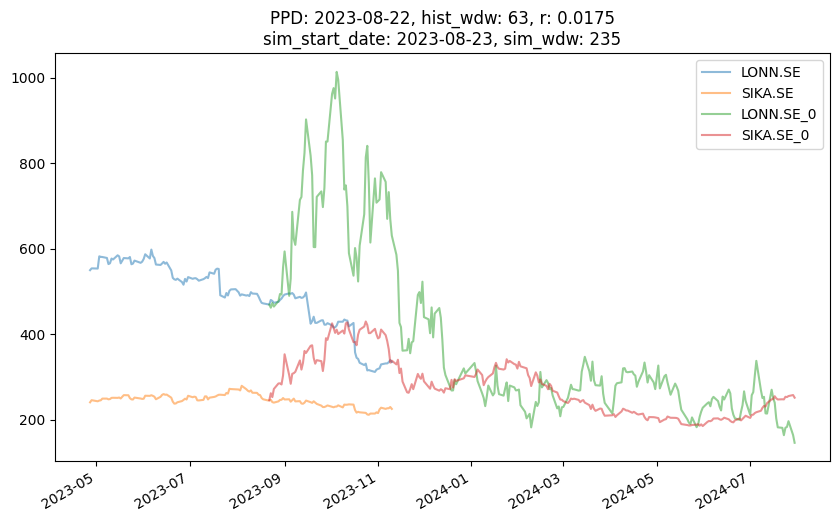 PPD: 2023-08-22, hist_wdw: 63, r: 0.0175
sim_start_date: 2023-08-23, sim_wdw: 235
LONN.SE
SIKA.SE
LONN.SE_0
SIKA.SE_0
1000
800
600
400
200
2023-05
2023-07
2023-09
2023-11
2024-01
2024-03
2024-05
2024-07